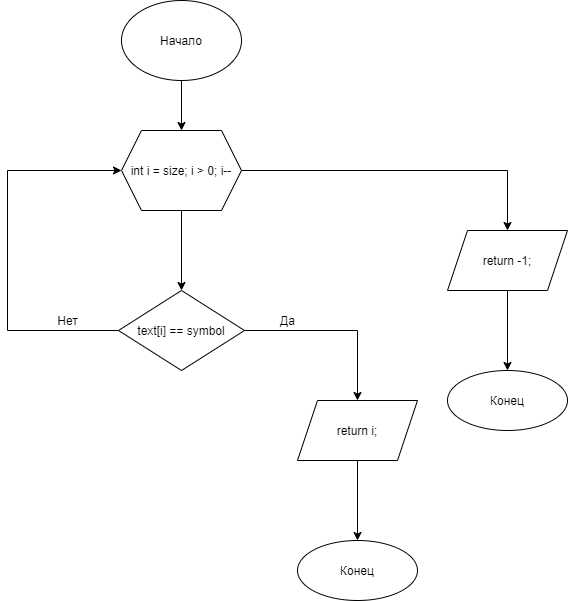 Начало
int i = size; i > 0; i--
return -1;
Нет
text[i] == symbol
Да
Конец
return i;
Конец